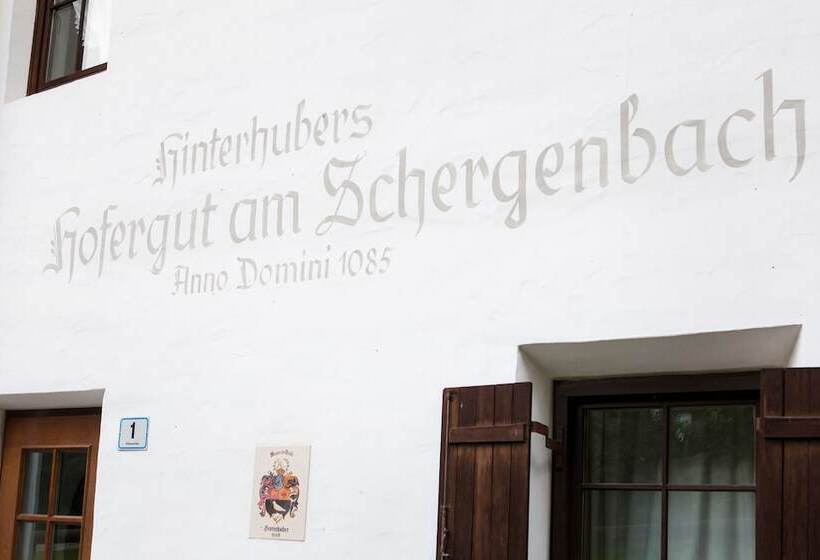 Hinterhubers
Hofergut am Schergenbach
Anno Domini 1085
1